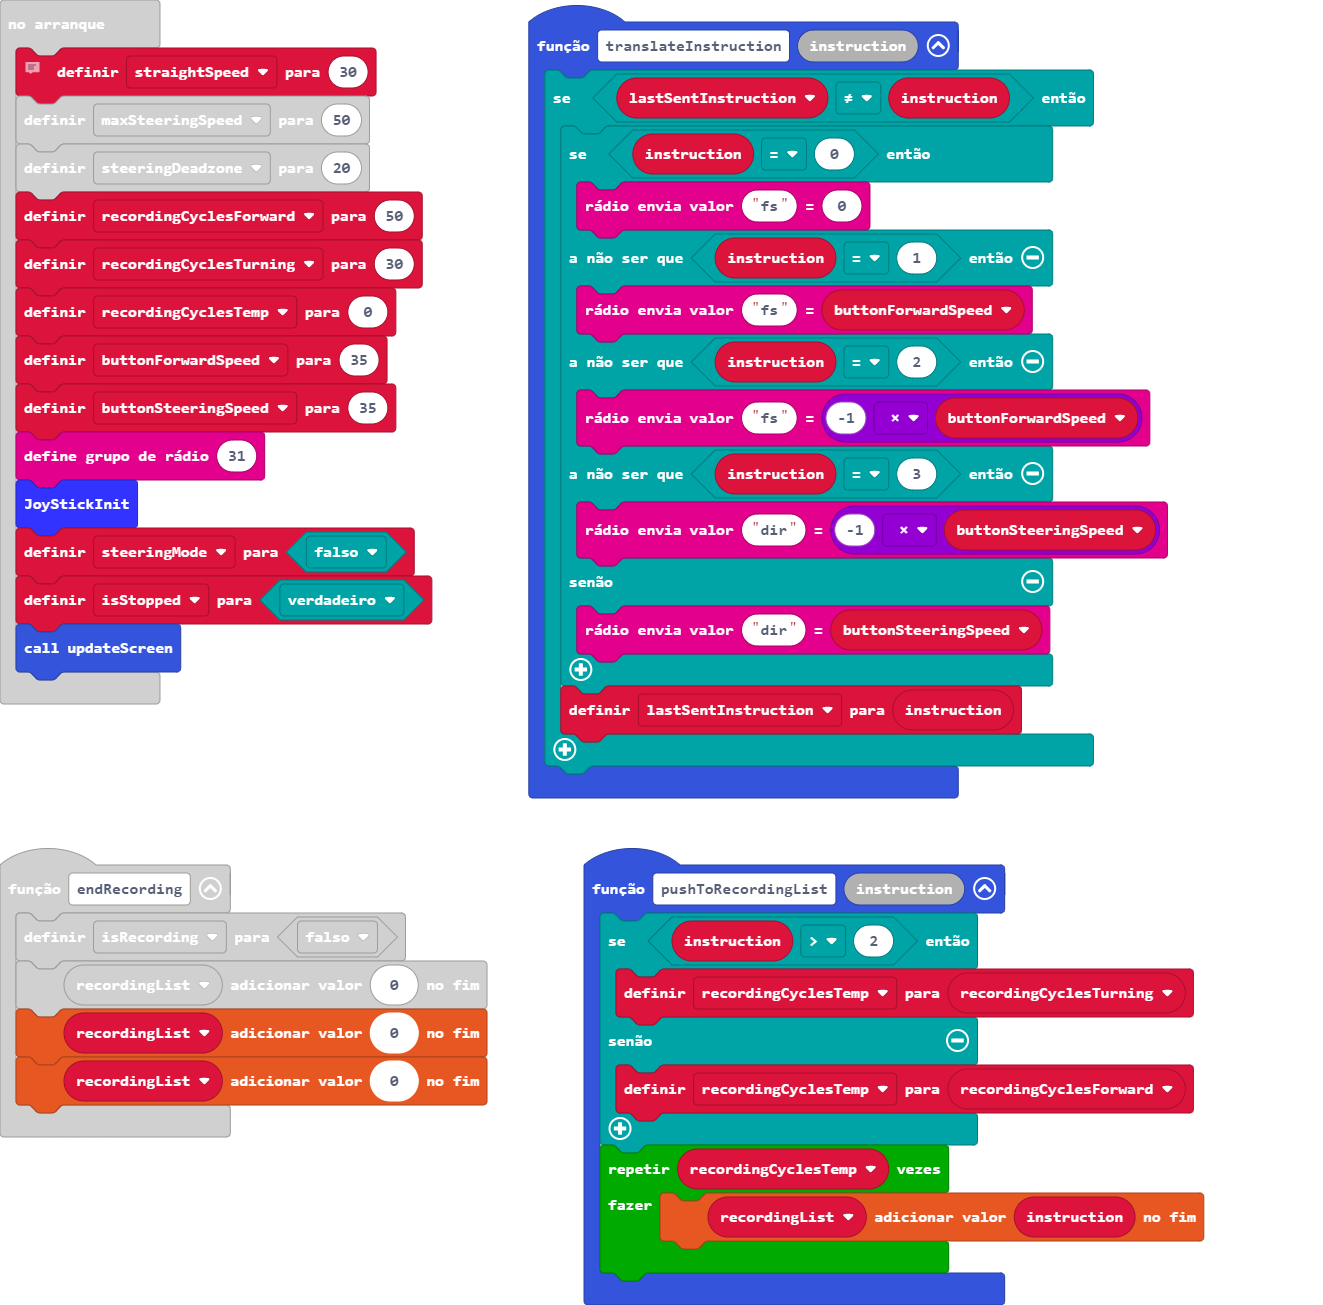 no arranque
definir straightSpeed para 30
definir maxSteeringSpeed para 50
definir steeringDeadzone para 20
definir recordingCyclesForward para 50
definir recordingCyclesTurning para 30
definir recordingCyclesTemp para 0
definir buttonForwardSpeed para 35
definir buttonSteeringSpeed para 35
define grupo de rádio 31
JoyStickInit
definir steeringMode para falso
definir isStopped para verdadeiro
call updateScreen
função translateInstruction instruction
se lastSentInstruction ≠ instruction então
se instruction = 0 então
rádio envia valor "fs" = 0
a não ser que instruction = 1 então
rádio envia valor "fs" = buttonForwardSpeed
a não ser que instruction = 2 então
rádio envia valor "fs" = -1 × buttonForwardSpeed
a não ser que instruction = 3 então
rádio envia valor "dir" = -1 × buttonSteeringSpeed
senão
rádio envia valor "dir" = buttonSteeringSpeed
definir lastSentInstruction para instruction
função endRecording
definir isRecording para falso
recordingList adicionar valor 0 no fim
recordingList adicionar valor 0 no fim
recordingList adicionar valor 0 no fim
função pushToRecordingList instruction
se instruction > 2 então
definir recordingCyclesTemp para recordingCyclesTurning
senão
definir recordingCyclesTemp para recordingCyclesForward
repetir recordingCyclesTemp vezes
fazer recordingList adicionar valor instruction no fim